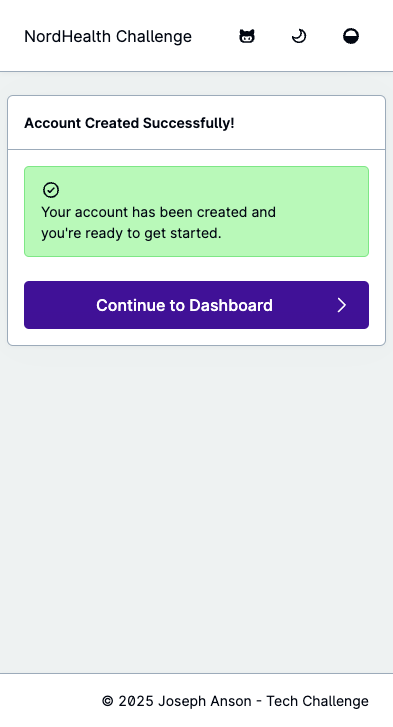 NordHealth Challenge
Account Created Successfully!
Your account has been created and
you're ready to get started.
Continue to Dashboard
© 2025 Joseph Anson - Tech Challenge